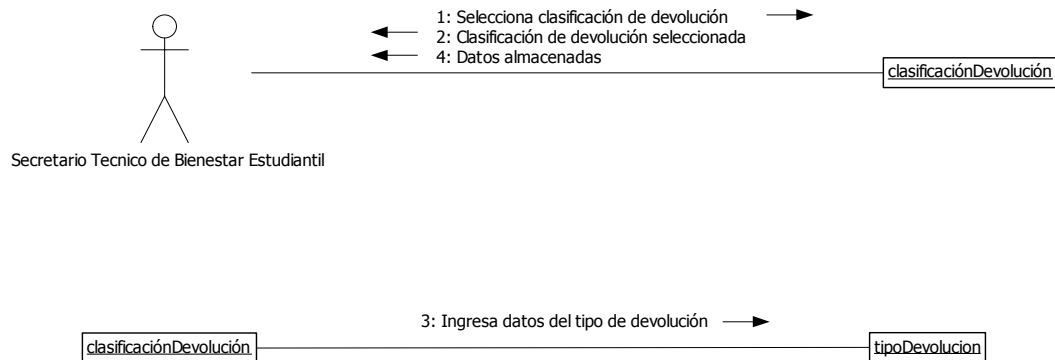 1: Selecciona clasificación de devolución
2: Clasificación de devolución seleccionada
4: Datos almacenadas
clasificaciónDevolución
Secretario Tecnico de Bienestar Estudiantil
3: Ingresa datos del tipo de devolución
clasificaciónDevolución
tipoDevolucion